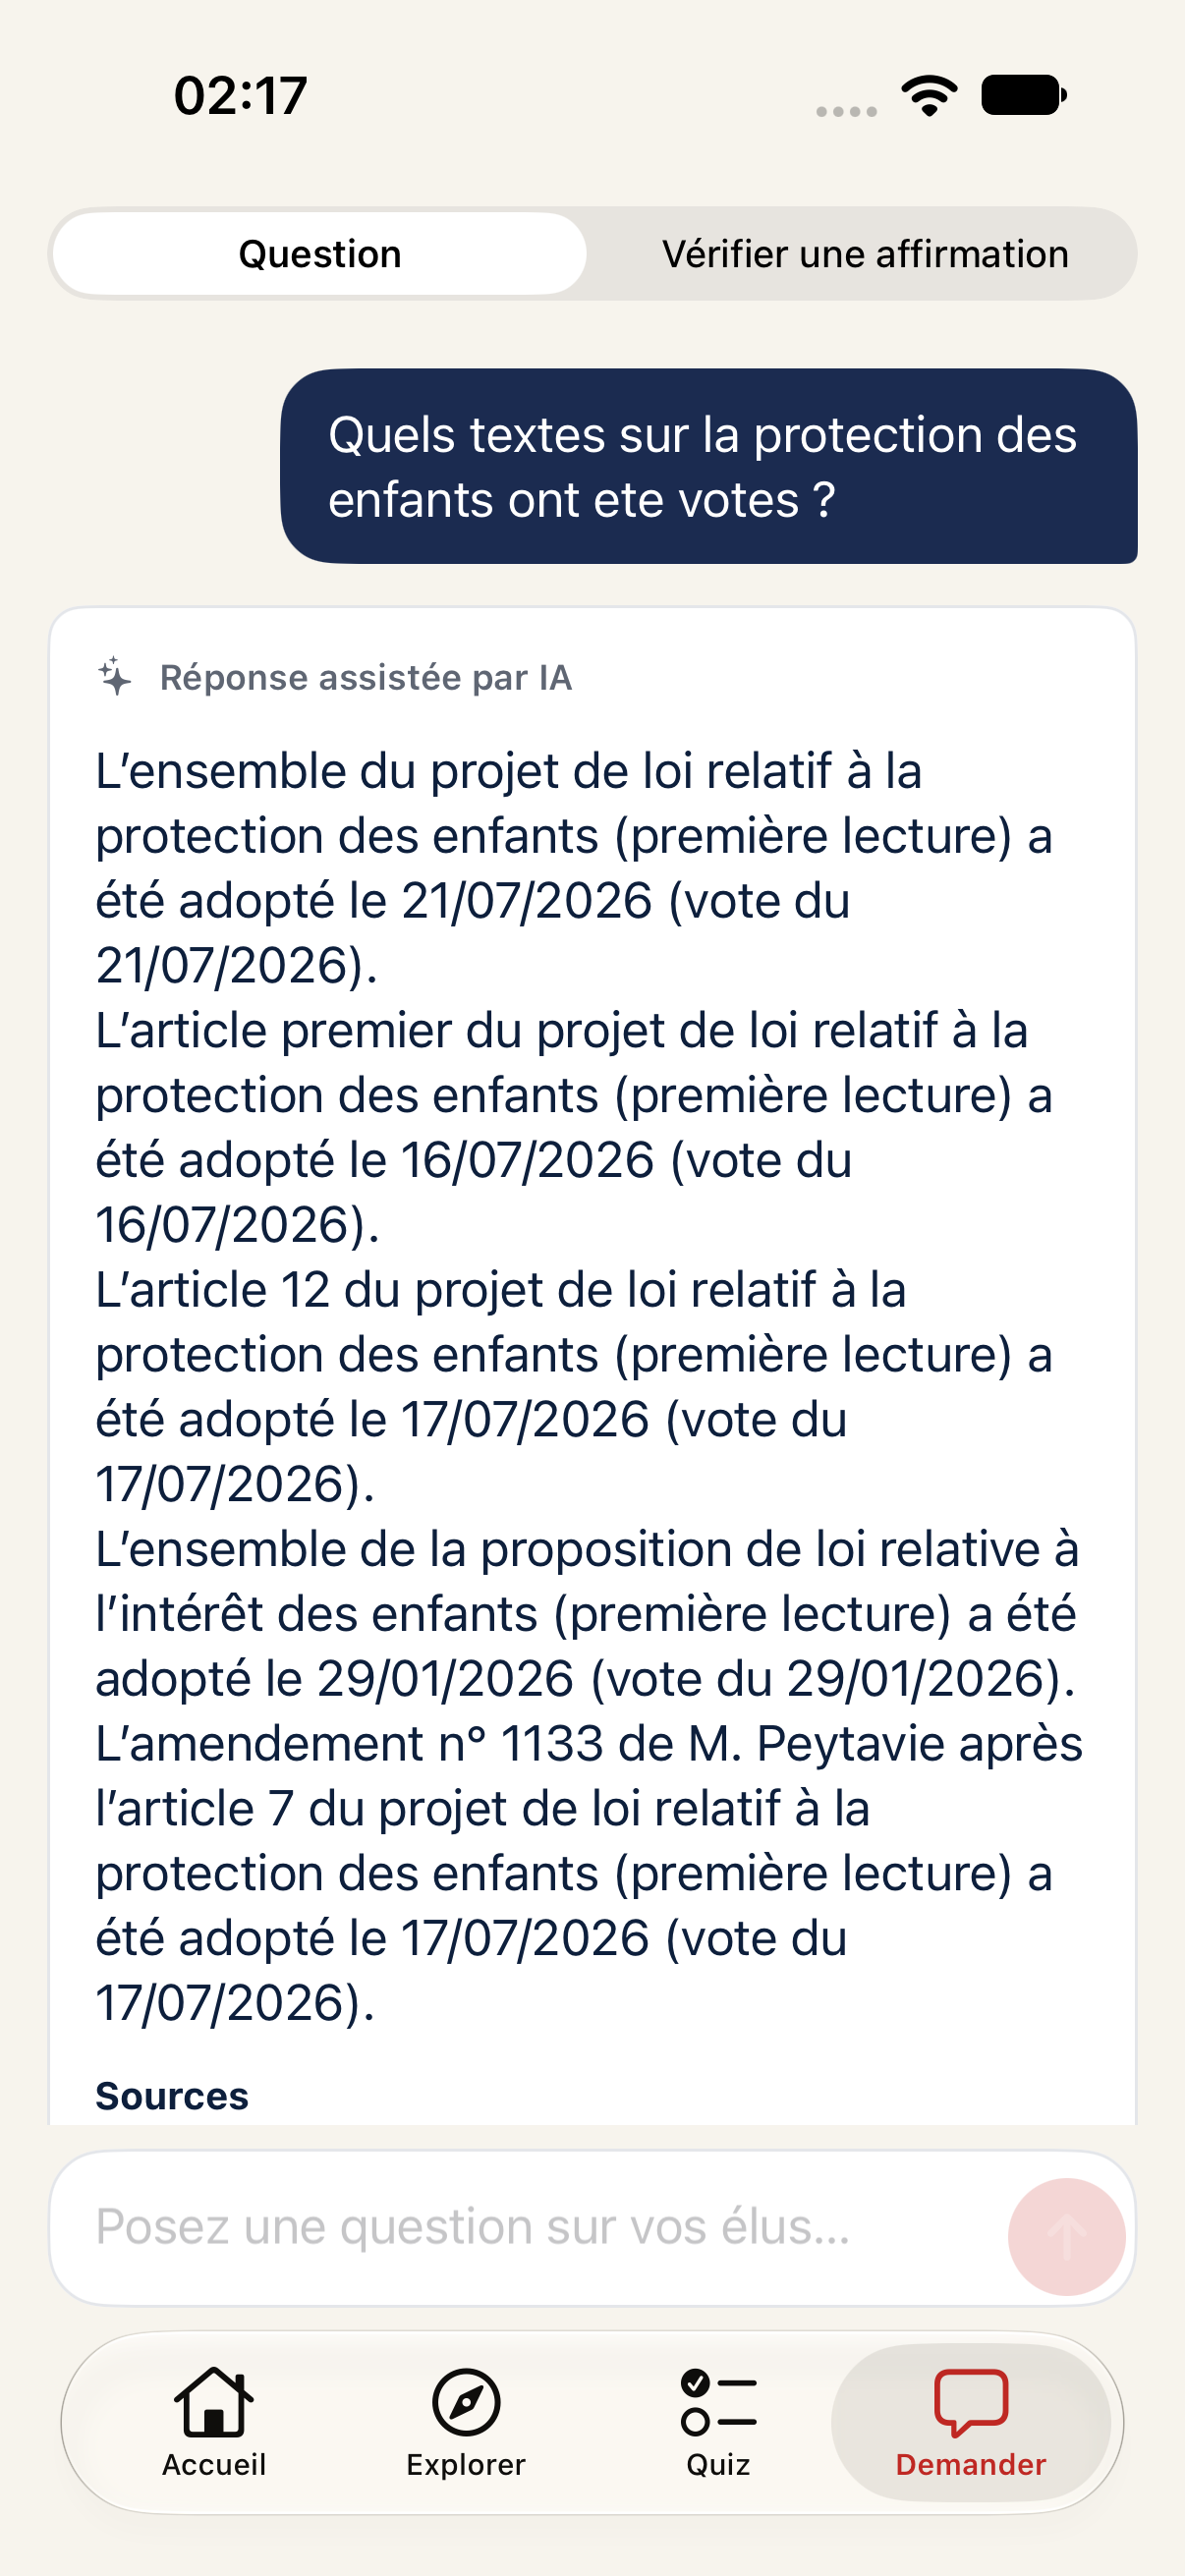 02:17
Question
Vérifier une affirmation
Quels textes sur la protection des
enfants ont ete votes ?
Réponse assistée par IA
L’ensemble du projet de loi relatif à la
protection des enfants (première lecture) a
été adopté le 21/07/2026 (vote du
21/07/2026).
L’article premier du projet de loi relatif à la
protection des enfants (première lecture) a
été adopté le 16/07/2026 (vote du
16/07/2026).
L’article 12 du projet de loi relatif à la
protection des enfants (première lecture) a
été adopté le 17/07/2026 (vote du
17/07/2026).
L’ensemble de la proposition de loi relative à
l’intérêt des enfants (première lecture) a été
adopté le 29/01/2026 (vote du 29/01/2026).
L’amendement n° 1133 de M. Peytavie après
l’article 7 du projet de loi relatif à la
protection des enfants (première lecture) a
été adopté le 17/07/2026 (vote du
17/07/2026).
Sources
Posez une question sur vos élus...
Accueil
Explorer
Quiz
Demander